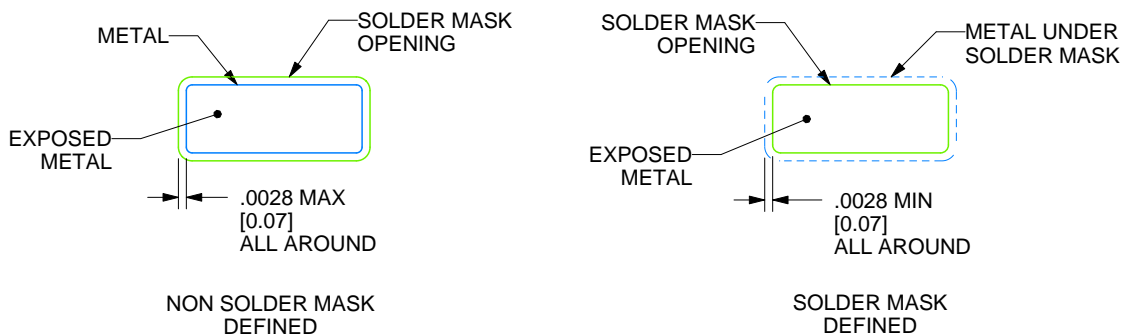 METAL
SOLDER MASK
OPENING
EXPOSED
METAL
.0028 MAX
[0.07]
ALL AROUND
NON SOLDER MASK
DEFINED
SOLDER MASK
OPENING
METAL UNDER
SOLDER MASK
EXPOSED
METAL
.0028 MIN
[0.07]
ALL AROUND
SOLDER MASK
DEFINED